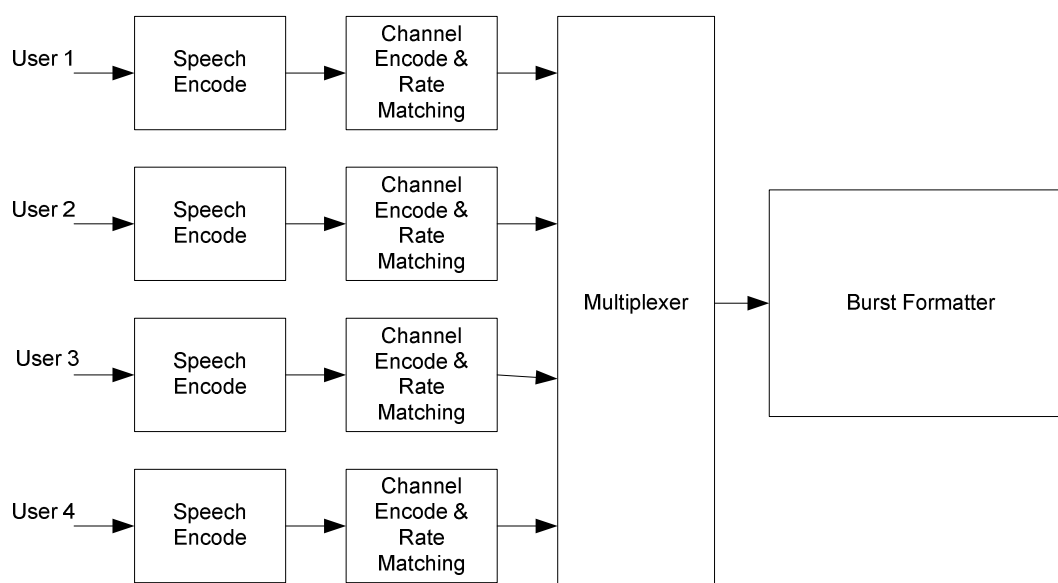 User 1
Speech
Encode
Channel
Encode &
Rate
Matching
User 2
Speech
Encode
Channel
Encode &
Rate
Matching
Multiplexer
Burst Formatter
User 3
Speech
Encode
Channel
Encode &
Rate
Matching
User 4
Speech
Encode
Channel
Encode &
Rate
Matching